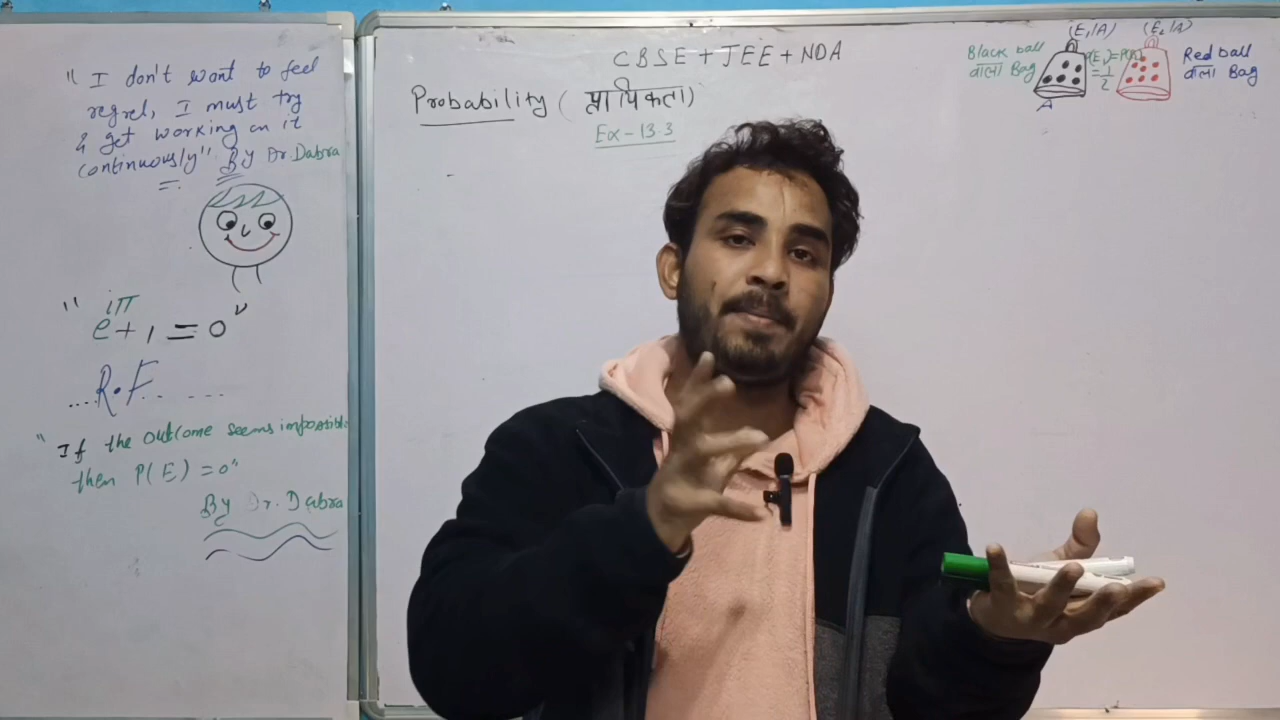 "I don't want to feel
regret, I must try
& get working on it
continuously" By Dr Dabra
"e^iπ + 1 = 0"
....R.F.. - - -
"If the outcome seems impossible
then P(E) = 0"
By Dr. Dabra
CBSE + JEE + NDA
Probability (प्रायिकता)
Ex - 13.3
Black ball
वाला Bag
(E₁/A)
(E₂/A)
= 1/2
A
Red ball
वाला Bag